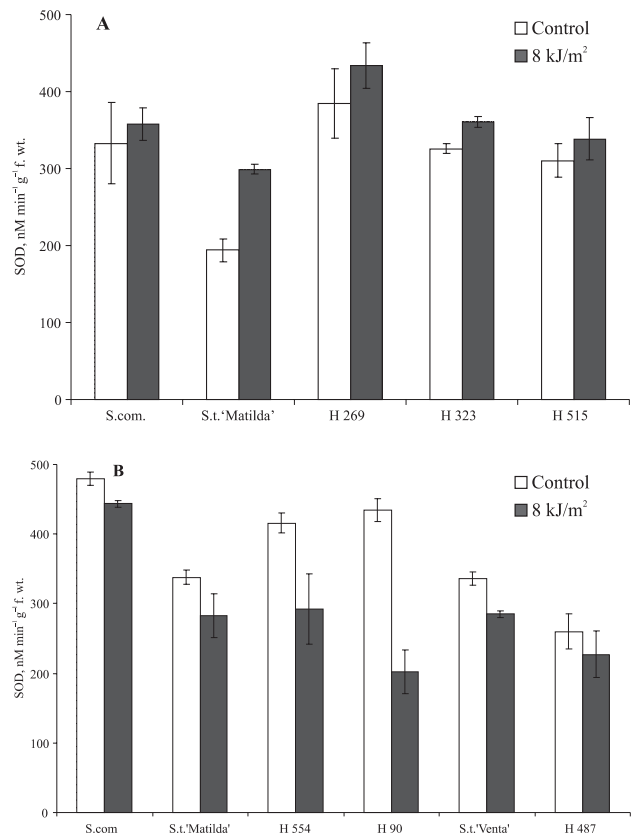 A
Control
8 kJ/m²
SOD, nM min⁻¹ g⁻¹ f. wt.
500
400
300
200
100
0
S.com.
S.t.‘Matilda’
H 269
H 323
H 515
B
Control
8 kJ/m²
SOD, nM min⁻¹ g⁻¹ f. wt.
500
400
300
200
100
0
S.com
S.t.'Matilda'
H 554
H 90
S.t.'Venta'
H 487